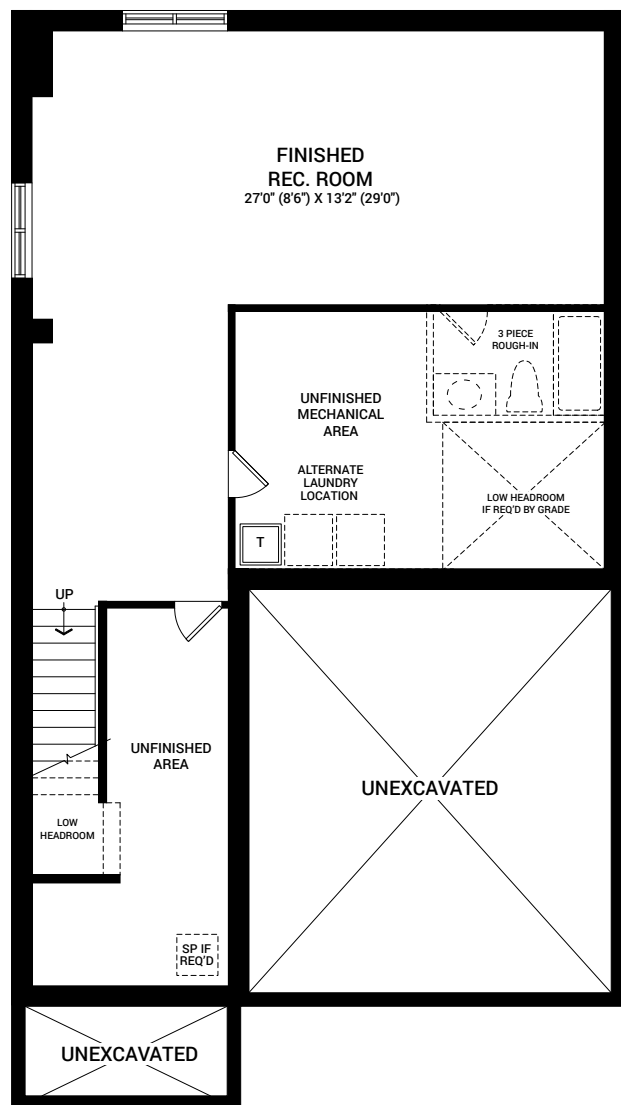 FINISHED
REC. ROOM
27'0" (8'6") X 13'2" (29'0")
3 PIECE
ROUGH-IN
UNFINISHED
MECHANICAL
AREA
ALTERNATE
LAUNDRY
LOCATION
LOW HEADROOM
IF REQ'D BY GRADE
T
UP
UNFINISHED
AREA
UNEXCAVATED
LOW
HEADROOM
SP IF
REQ'D
UNEXCAVATED